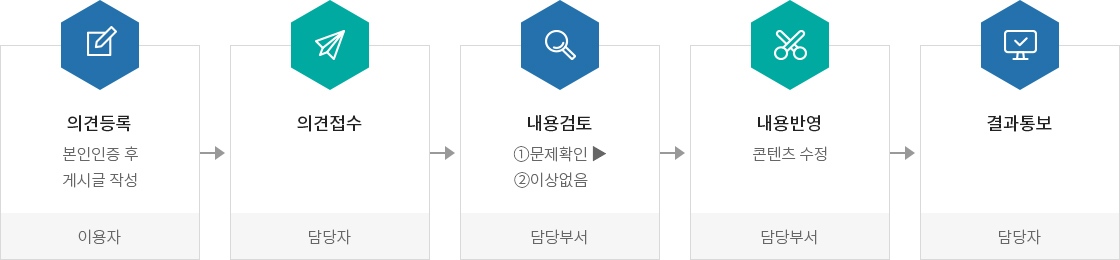 의견등록
본인인증 후
게시글 작성
이용자
의견접수
담당자
내용검토
①문제확인 ▶
②이상없음
담당부서
내용반영
콘텐츠 수정
담당부서
결과통보
담당자